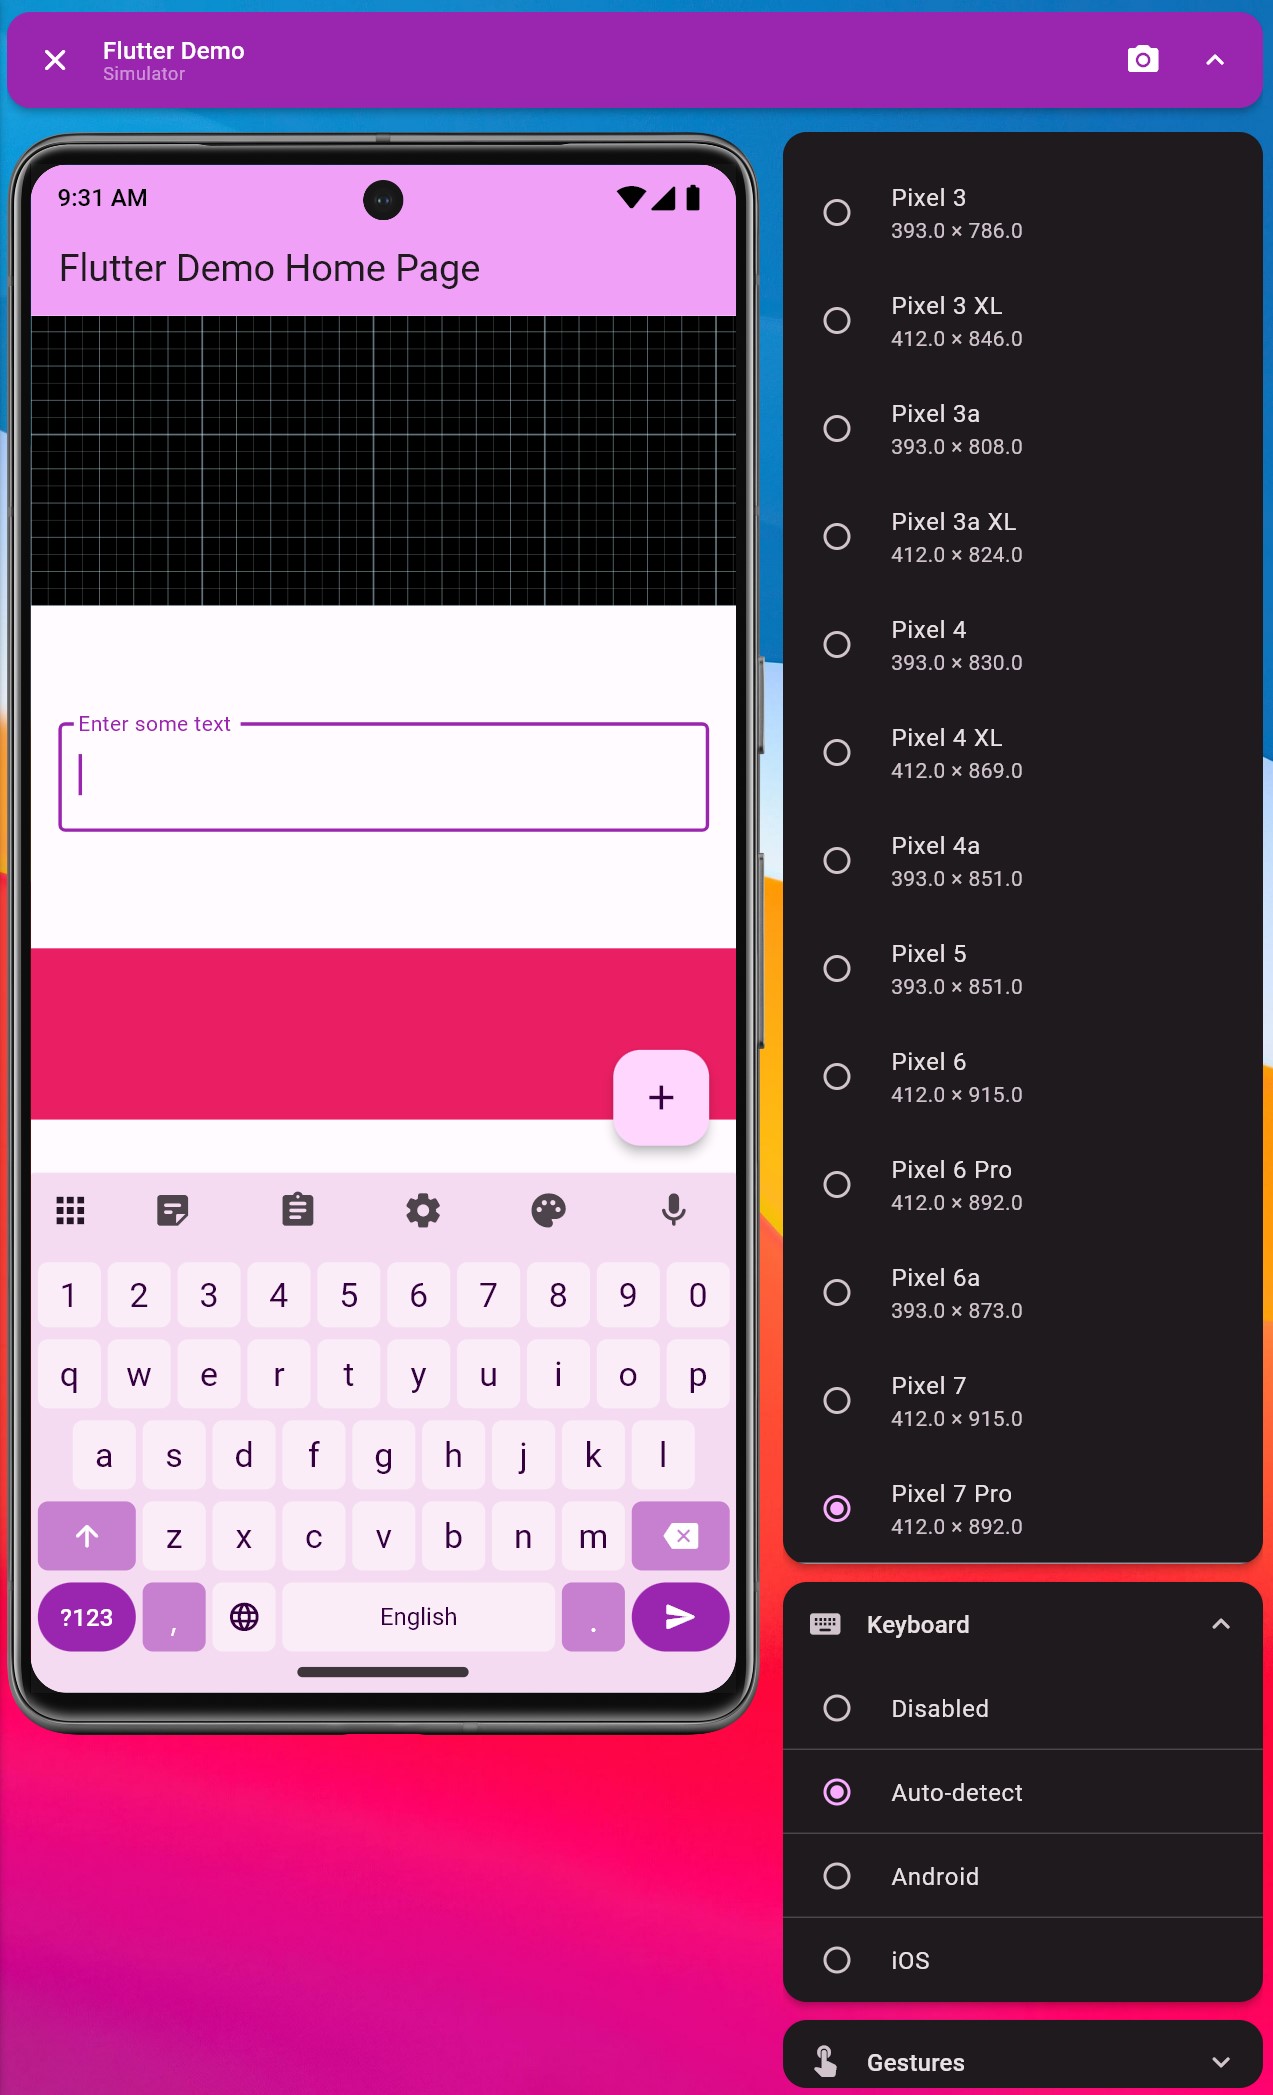 Flutter Demo
Simulator
9:31 AM
Flutter Demo Home Page
Enter some text
1 2 3 4 5 6 7 8 9 0
q w e r t y u i o p
a s d f g h j k l
z x c v b n m
?123 , English .
Pixel 3
393.0 × 786.0
Pixel 3 XL
412.0 × 846.0
Pixel 3a
393.0 × 808.0
Pixel 3a XL
412.0 × 824.0
Pixel 4
393.0 × 830.0
Pixel 4 XL
412.0 × 869.0
Pixel 4a
393.0 × 851.0
Pixel 5
393.0 × 851.0
Pixel 6
412.0 × 915.0
Pixel 6 Pro
412.0 × 892.0
Pixel 6a
393.0 × 873.0
Pixel 7
412.0 × 915.0
Pixel 7 Pro
412.0 × 892.0
Keyboard
Disabled
Auto-detect
Android
iOS
Gestures